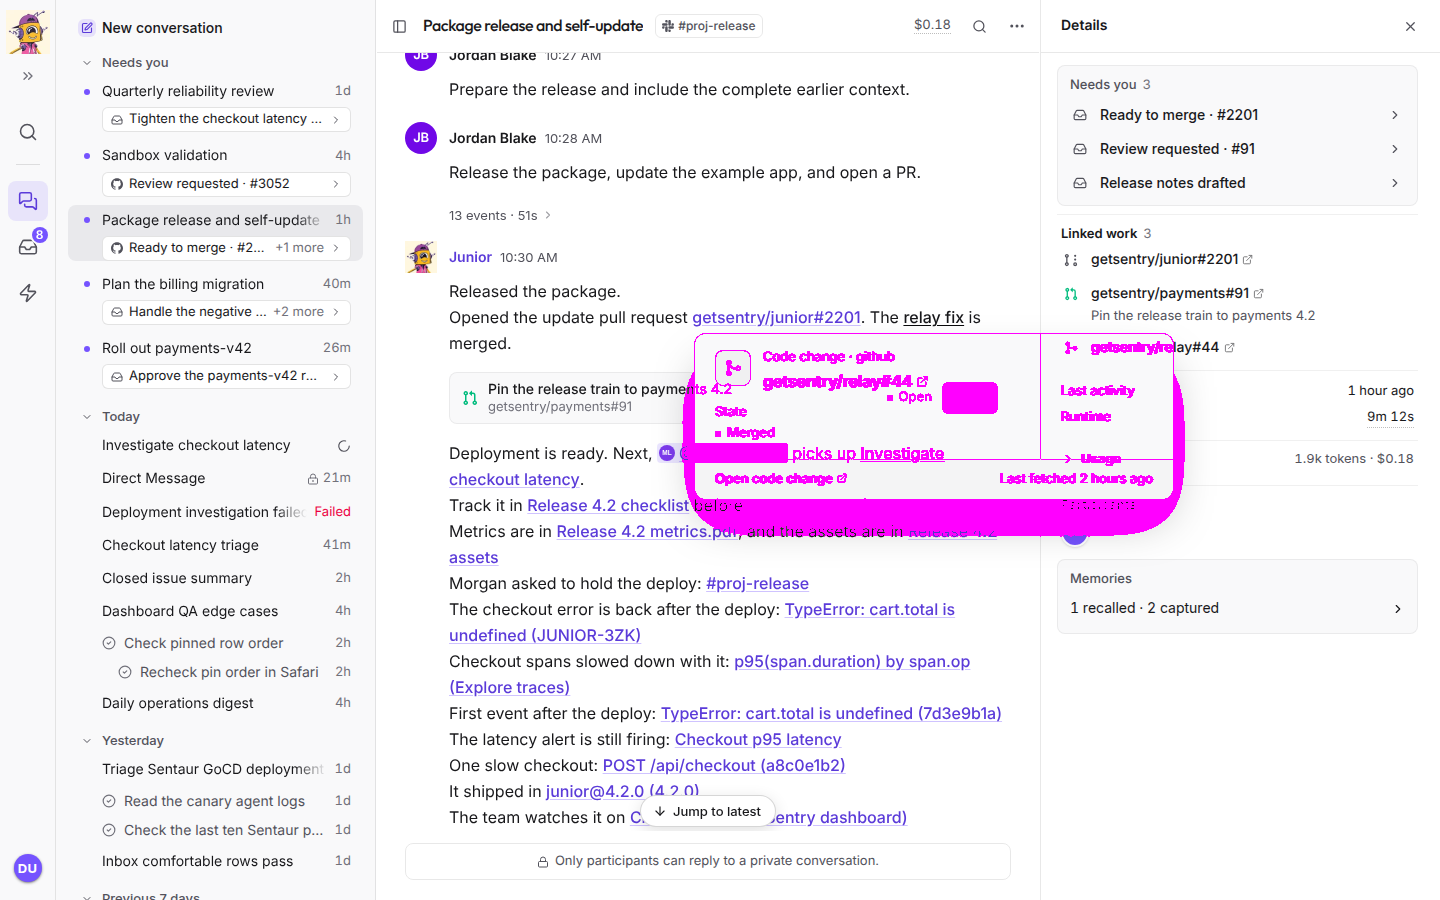 New conversation
Needs you
Quarterly reliability review 1d
Tighten the checkout latency ...
Sandbox validation 4h
Review requested · #3052
Package release and self-update 1h
Ready to merge · #2... +1 more
Plan the billing migration 40m
Handle the negative ... +2 more
Roll out payments-v42 26m
Approve the payments-v42 r...
Today
Investigate checkout latency
Direct Message 21m
Deployment investigation failed Failed
Checkout latency triage 41m
Closed issue summary 2h
Dashboard QA edge cases 4h
Check pinned row order 2h
Recheck pin order in Safari 2h
Daily operations digest 4h
Yesterday
Triage Sentaur GoCD deployment 1d
Read the canary agent logs 1d
Check the last ten Sentaur p... 1d
Inbox comfortable rows pass 1d
Previous 7 days
8
DU
Package release and self-update #proj-release $0.18
JB Jordan Blake 10:27 AM
Prepare the release and include the complete earlier context.
JB Jordan Blake 10:28 AM
Release the package, update the example app, and open a PR.
13 events · 51s
Junior 10:30 AM
Released the package.
Opened the update pull request getsentry/junior#2201. The relay fix is
merged.
Pin the release train to payments 4.2
getsentry/payments#91
Open
Code change · github
getsentry/relay#44
State
Merged
Open code change
Last fetched 2 hours ago
Deployment is ready. Next, ML picks up Investigate
checkout latency.
Track it in Release 4.2 checklist before
Metrics are in Release 4.2 metrics.pdf, and the assets are in Release 4.2
assets
Morgan asked to hold the deploy: #proj-release
The checkout error is back after the deploy: TypeError: cart.total is
undefined (JUNIOR-3ZK)
Checkout spans slowed down with it: p95(span.duration) by span.op
(Explore traces)
First event after the deploy: TypeError: cart.total is undefined (7d3e9b1a)
The latency alert is still firing: Checkout p95 latency
One slow checkout: POST /api/checkout (a8c0e1b2)
It shipped in junior@4.2.0 (4.2.0)
The team watches it on dashboard)
Jump to latest
Only participants can reply to a private conversation.
Details
Needs you 3
Ready to merge · #2201
Review requested · #91
Release notes drafted
Linked work 3
getsentry/junior#2201
getsentry/payments#91
Pin the release train to payments 4.2
getsentry/relay#44
Last activity 1 hour ago
Runtime 9m 12s
Usage 1.9k tokens · $0.18
Memories
1 recalled · 2 captured